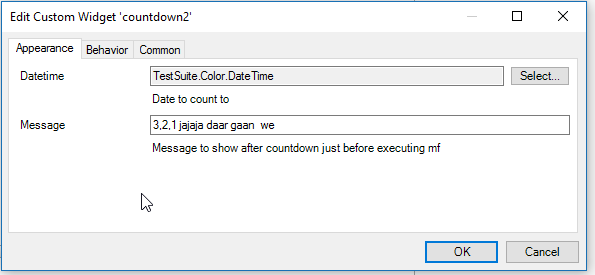 Edit Custom Widget 'countdown2'
Appearance Behavior Common
Datetime TestSuite.Color.DateTime Select...
Date to count to
Message 3,2,1 jajaja daar gaan  we
Message to show after countdown just before executing mf
OK Cancel